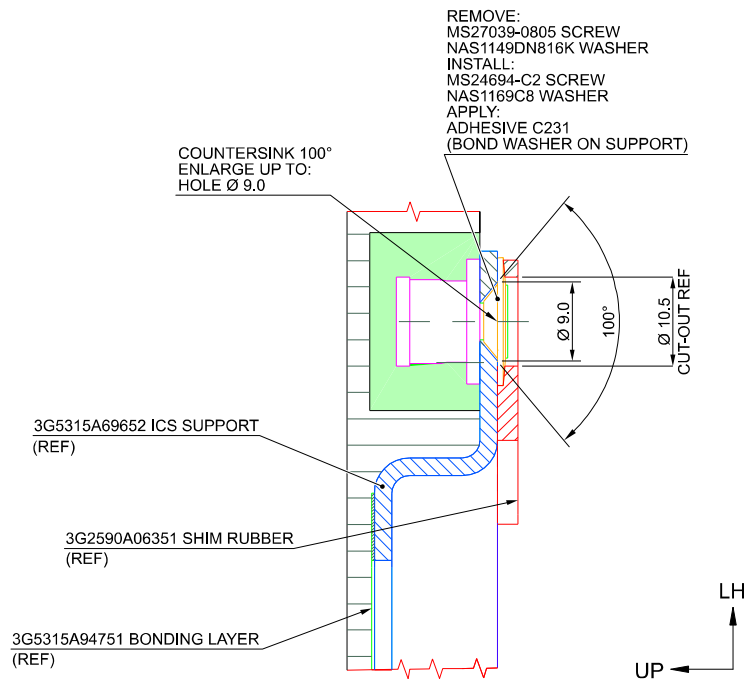 REMOVE:
MS27039-0805 SCREW
NAS1149DN816K WASHER
INSTALL:
MS24694-C2 SCREW
NAS1169C8 WASHER
APPLY:
ADHESIVE C231
(BOND WASHER ON SUPPORT)
COUNTERSINK 100°
ENLARGE UP TO:
HOLE Ø 9.0
Ø 9.0
100°
Ø 10.5
CUT-OUT REF
3G5315A69652 ICS SUPPORT
(REF)
3G2590A06351 SHIM RUBBER
(REF)
3G5315A94751 BONDING LAYER
(REF)
LH
UP